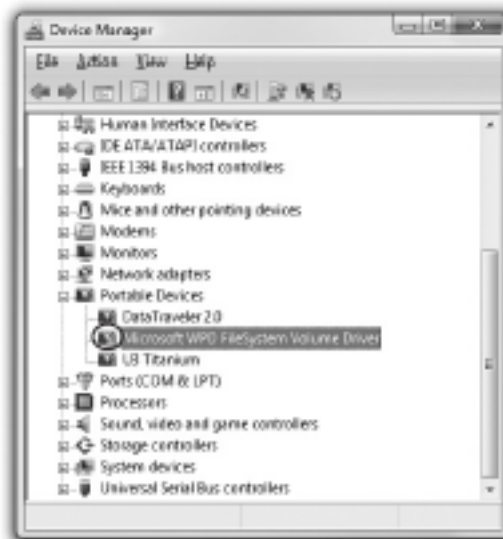 Device Manager
File Action View Help
Human Interface Devices
IDE ATA/ATAPI controllers
IEEE 1394 Bus host controllers
Keyboards
Mice and other pointing devices
Modems
Monitors
Network adapters
Portable Devices
DataTraveler 2.0
Microsoft WPD FileSystem Volume Driver
U3 Titanium
Ports (COM & LPT)
Processors
Sound, video and game controllers
Storage controllers
System devices
Universal Serial Bus controllers